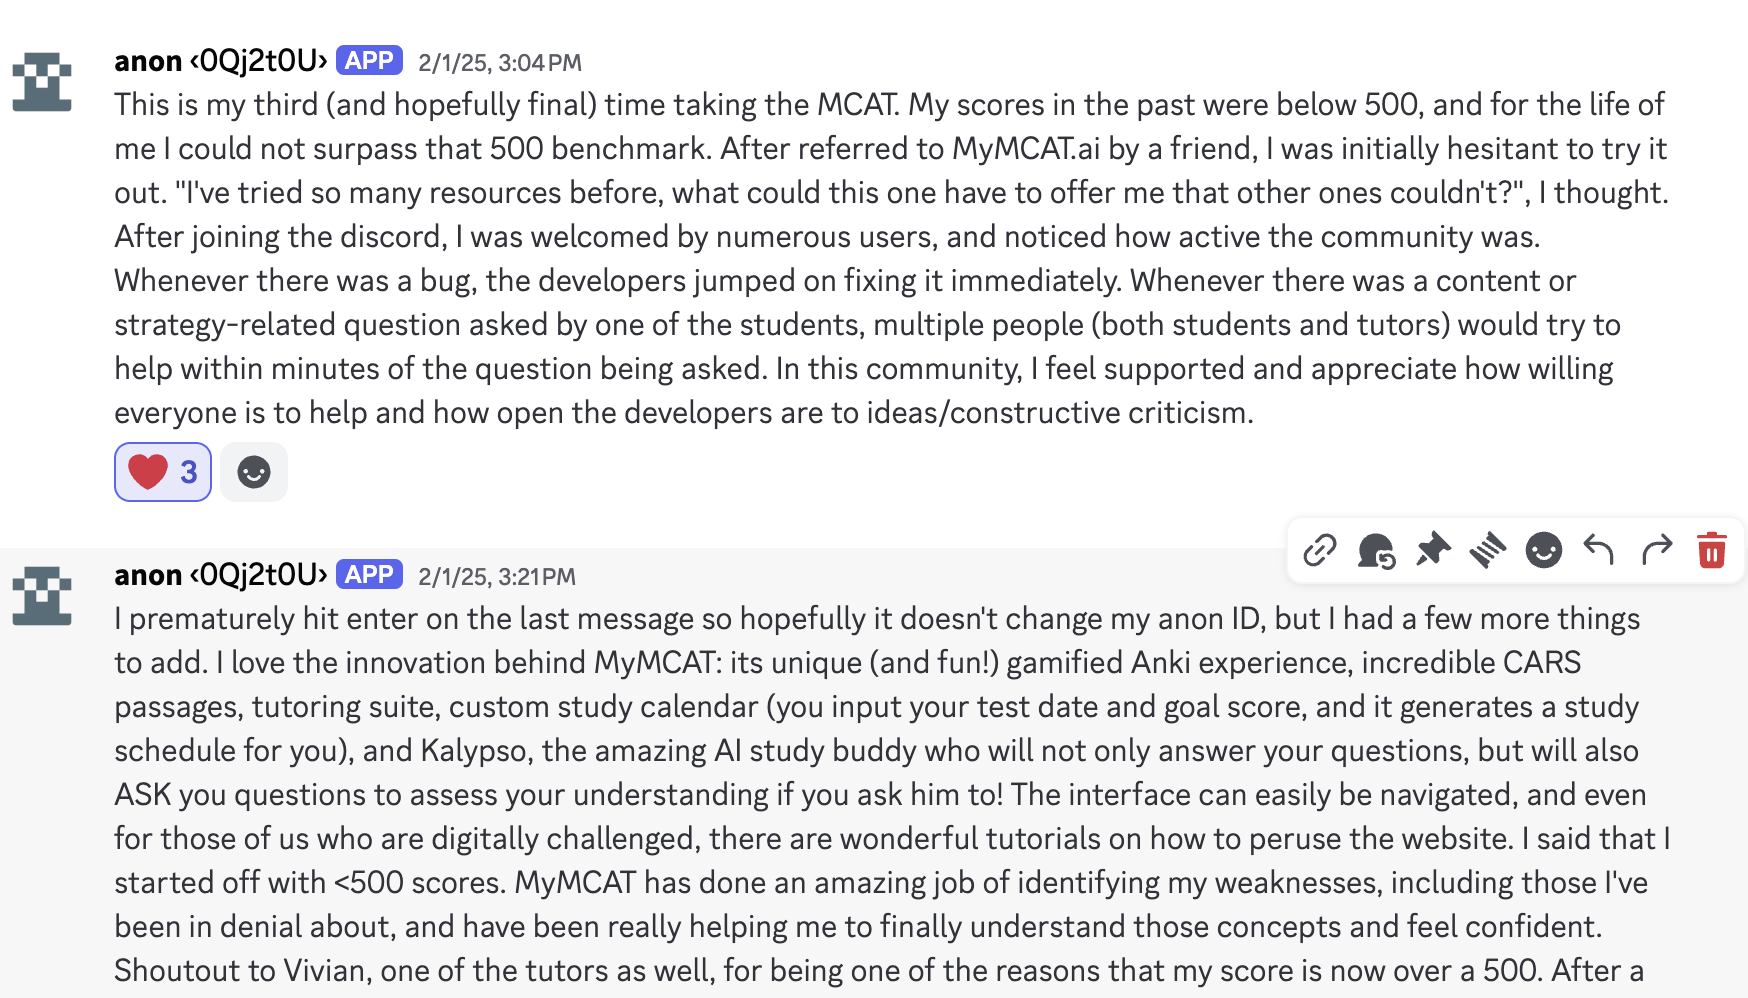 anon ‹0Qj2t0U› APP 2/1/25, 3:04 PM
This is my third (and hopefully final) time taking the MCAT. My scores in the past were below 500, and for the life of
me I could not surpass that 500 benchmark. After referred to MyMCAT.ai by a friend, I was initially hesitant to try it
out. "I've tried so many resources before, what could this one have to offer me that other ones couldn't?", I thought.
After joining the discord, I was welcomed by numerous users, and noticed how active the community was.
Whenever there was a bug, the developers jumped on fixing it immediately. Whenever there was a content or
strategy-related question asked by one of the students, multiple people (both students and tutors) would try to
help within minutes of the question being asked. In this community, I feel supported and appreciate how willing
everyone is to help and how open the developers are to ideas/constructive criticism.
3
anon ‹0Qj2t0U› APP 2/1/25, 3:21 PM
I prematurely hit enter on the last message so hopefully it doesn't change my anon ID, but I had a few more things
to add. I love the innovation behind MyMCAT: its unique (and fun!) gamified Anki experience, incredible CARS
passages, tutoring suite, custom study calendar (you input your test date and goal score, and it generates a study
schedule for you), and Kalypso, the amazing AI study buddy who will not only answer your questions, but will also
ASK you questions to assess your understanding if you ask him to! The interface can easily be navigated, and even
for those of us who are digitally challenged, there are wonderful tutorials on how to peruse the website. I said that I
started off with <500 scores. MyMCAT has done an amazing job of identifying my weaknesses, including those I've
been in denial about, and have been really helping me to finally understand those concepts and feel confident.
Shoutout to Vivian, one of the tutors as well, for being one of the reasons that my score is now over a 500. After a